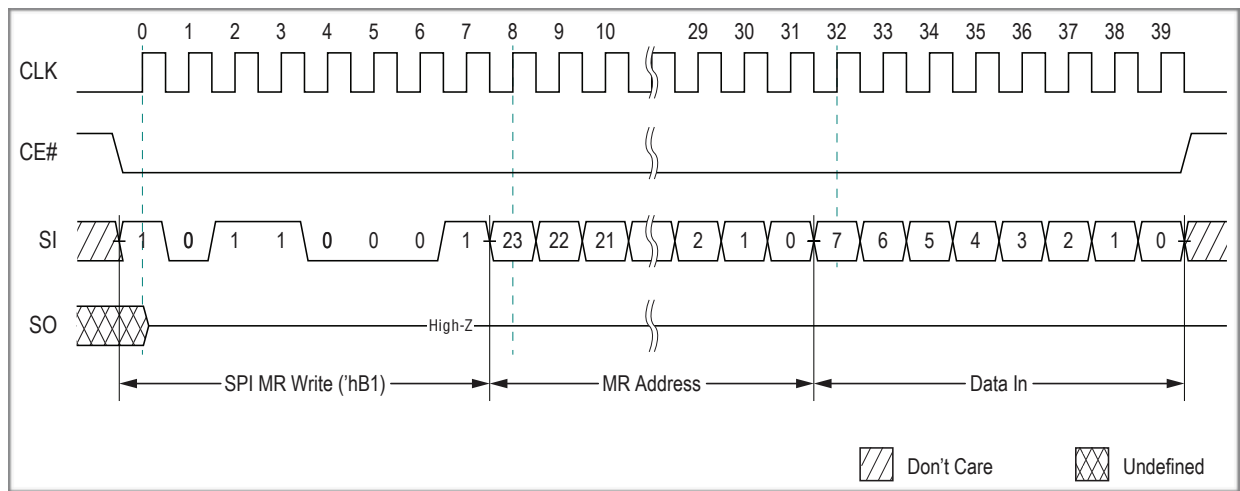 0 1 2 3 4 5 6 7 8 9 10 29 30 31 32 33 34 35 36 37 38 39
CLK
CE#
SI 1 0 1 1 0 0 0 1 23 22 21 2 1 0 7 6 5 4 3 2 1 0
SO High-Z
SPI MR Write ('hB1) MR Address Data In
Don't Care Undefined